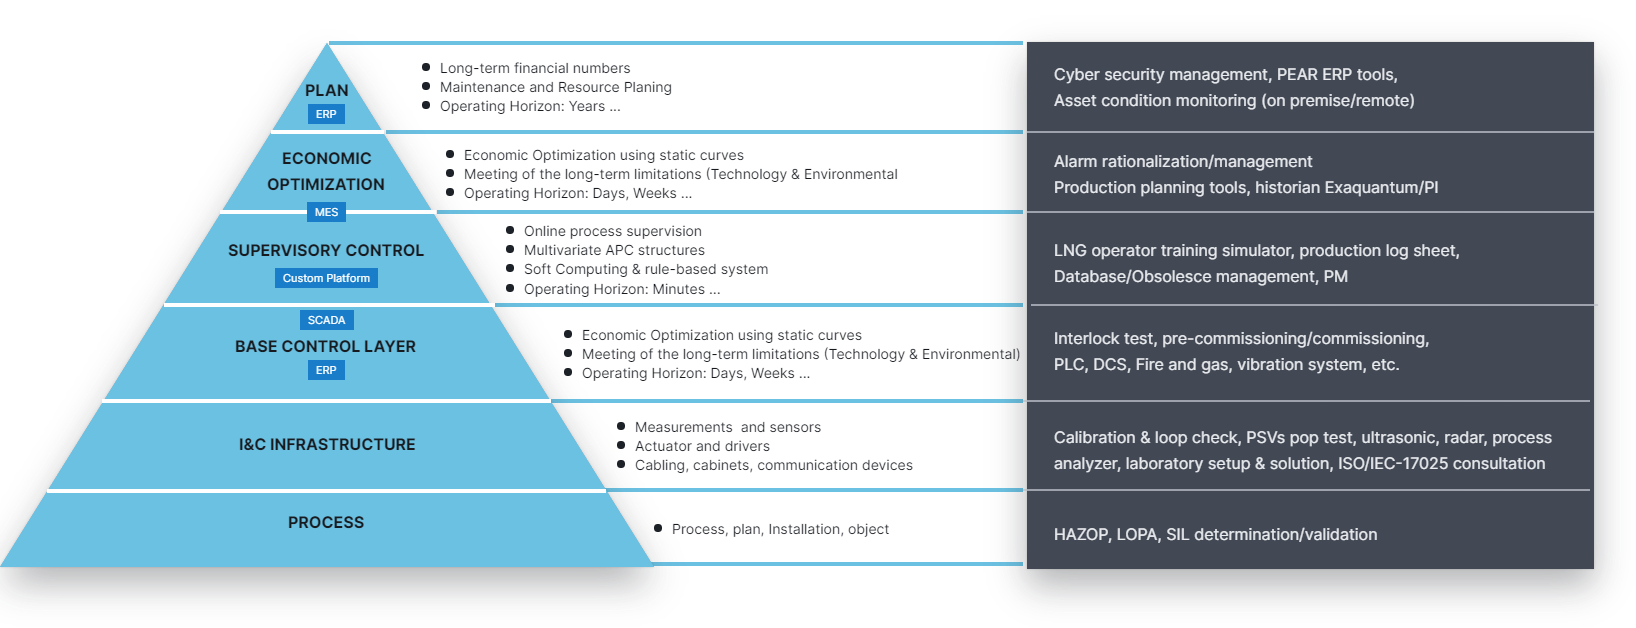 PLAN
ERP
Long-term financial numbers
Maintenance and Resource Planing
Operating Horizon: Years ...
Cyber security management, PEAR ERP tools,
Asset condition monitoring (on premise/remote)
ECONOMIC
OPTIMIZATION
MES
Economic Optimization using static curves
Meeting of the long-term limitations (Technology & Environmental
Operating Horizon: Days, Weeks ...
Alarm rationalization/management
Production planning tools, historian Exaquantum/PI
SUPERVISORY CONTROL
Custom Platform
Online process supervision
Multivariate APC structures
Soft Computing & rule-based system
Operating Horizon: Minutes ...
LNG operator training simulator, production log sheet,
Database/Obsolesce management, PM
SCADA
BASE CONTROL LAYER
ERP
Economic Optimization using static curves
Meeting of the long-term limitations (Technology & Environmental)
Operating Horizon: Days, Weeks ...
Interlock test, pre-commissioning/commissioning,
PLC, DCS, Fire and gas, vibration system, etc.
I&C INFRASTRUCTURE
Measurements  and sensors
Actuator and drivers
Cabling, cabinets, communication devices
Calibration & loop check, PSVs pop test, ultrasonic, radar, process
analyzer, laboratory setup & solution, ISO/IEC-17025 consultation
PROCESS
Process, plan, Installation, object
HAZOP, LOPA, SIL determination/validation